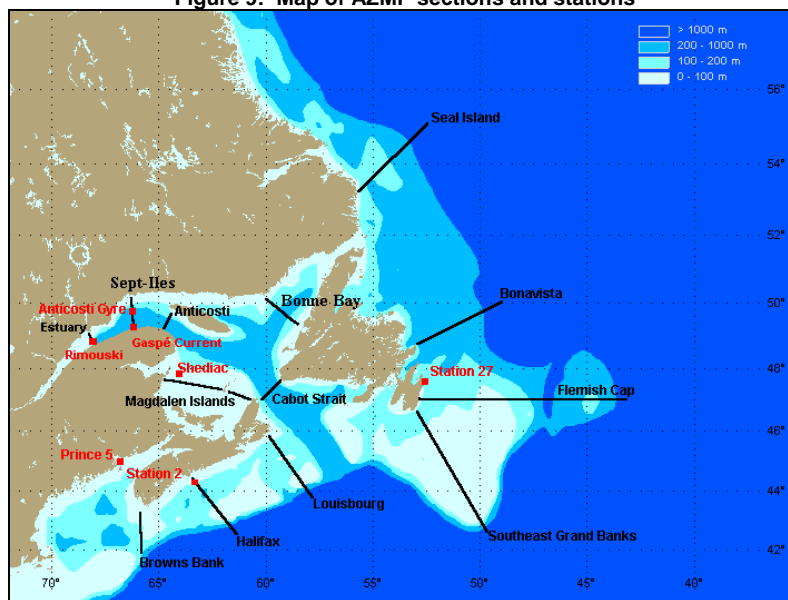 Figure 3: Map of AZMP sections and stations
> 1000 m
200 - 1000 m
100 - 200 m
0 - 100 m
56°
Seal Island
54°
52°
Sept-Iles
Bonne Bay
Bonavista
50°
Anticosti Gyre
Anticosti
Estuary
Gaspé Current
Rimouski
Shediac
Station 27
48°
Magdalen Islands
Cabot Strait
Flemish Cap
46°
Prince 5
Station 2
Louisbourg
44°
Halifax
Southeast Grand Banks
Browns Bank
42°
70° 65° 60° 55° 50° 45° 40°